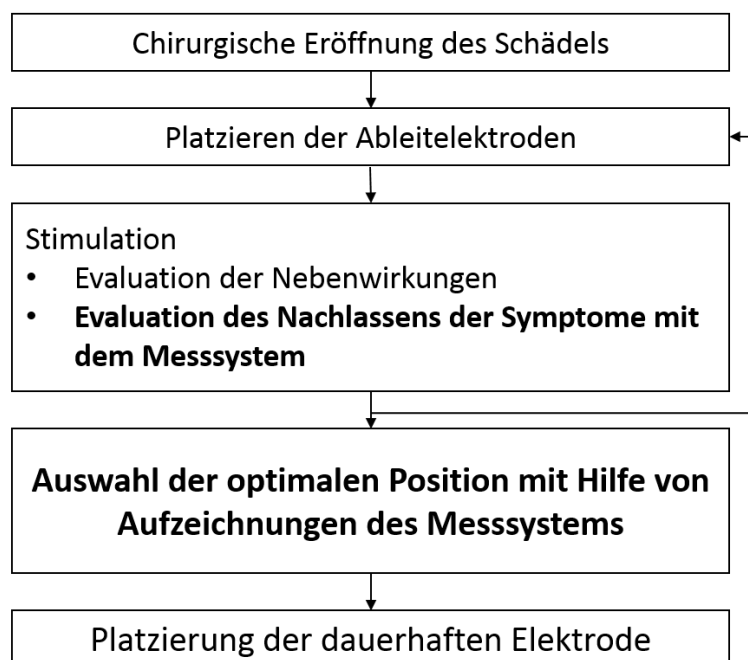 Chirurgische Eröffnung des Schädels
Platzieren der Ableitelektroden
Stimulation
• Evaluation der Nebenwirkungen
• Evaluation des Nachlassens der Symptome mit
dem Messsystem
Auswahl der optimalen Position mit Hilfe von
Aufzeichnungen des Messsystems
Platzierung der dauerhaften Elektrode